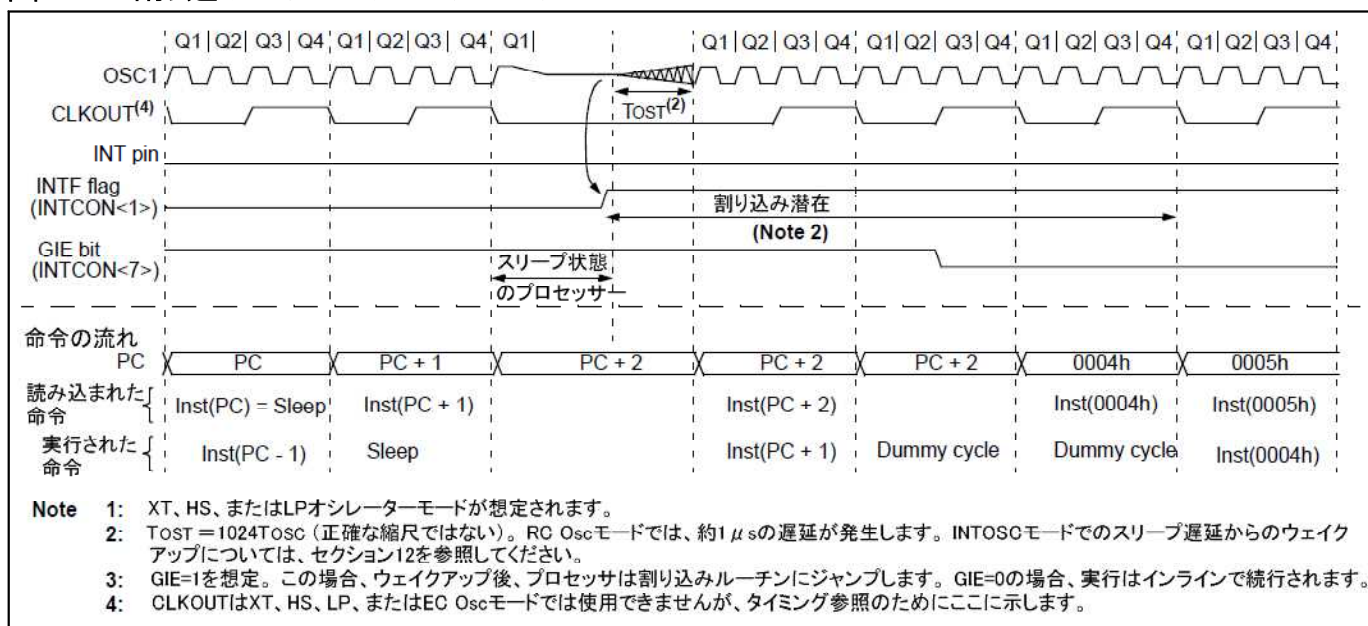 Q1 Q2 Q3 Q4 Q1 Q2 Q3 Q4 Q1 Q1 Q2 Q3 Q4 Q1 Q2 Q3 Q4 Q1 Q2 Q3 Q4 Q1 Q2 Q3 Q4
OSC1
TOST(2)
CLKOUT(4)
INT pin
INTF flag
(INTCON<1>)
割り込み潜在
(Note 2)
GIE bit
(INTCON<7>)
スリープ状態
のプロセッサー
命令の流れ
PC PC PC + 1 PC + 2 PC + 2 PC + 2 0004h 0005h
読み込まれた
命令
Inst(PC) = Sleep Inst(PC + 1) Inst(PC + 2) Inst(0004h) Inst(0005h)
実行された
命令
Inst(PC - 1) Sleep Inst(PC + 1) Dummy cycle Dummy cycle Inst(0004h)
Note 1: XT、HS、またはLPオシレーターモードが想定されます。
2: TOST＝1024TOSC（正確な縮尺ではない）。RC Oscモードでは、約1μsの遅延が発生します。INTOSCモードでのスリープ遅延からのウェイク
アップについては、セクション12を参照してください。
3: GIE=1を想定。この場合、ウェイクアップ後、プロセッサは割り込みルーチンにジャンプします。GIE=0の場合、実行はインラインで続行されます。
4: CLKOUTはXT、HS、LP、またはEC Oscモードでは使用できませんが、タイミング参照のためにここに示します。